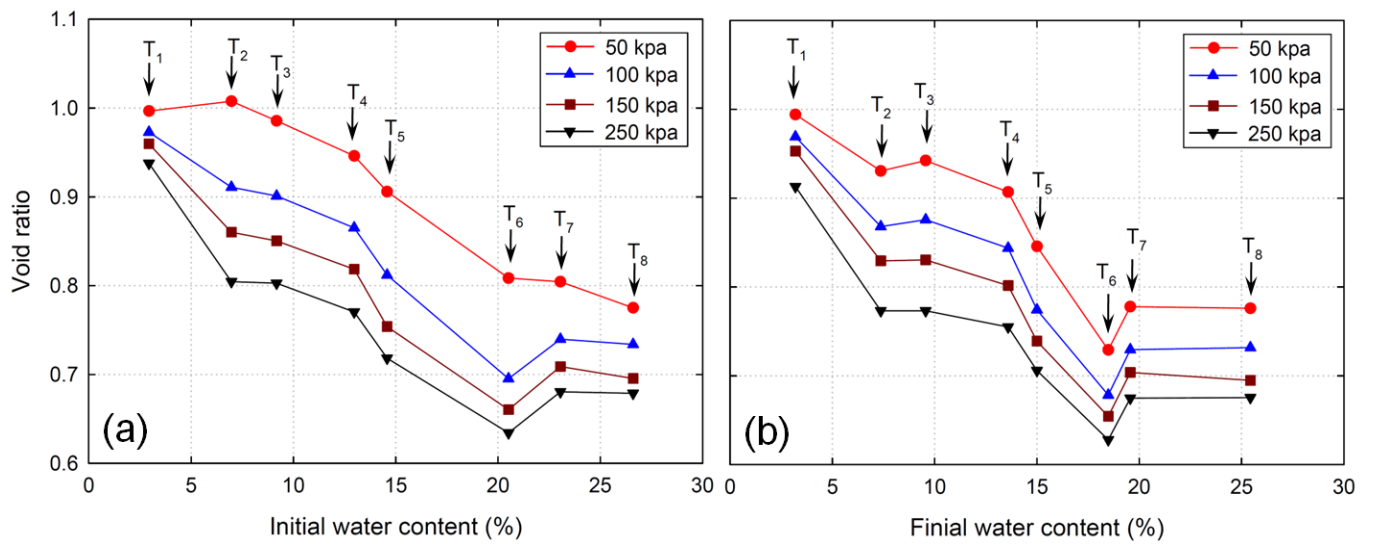 1.1
1.0
0.9
0.8
0.7
0.6
Void ratio
0 5 10 15 20 25 30
Initial water content (%)
(a)
T1
T2
T3
T4
T5
T6
T7
T8
50 kpa
100 kpa
150 kpa
250 kpa
0 5 10 15 20 25 30
Finial water content (%)
(b)
T1
T2
T3
T4
T5
T6
T7
T8
50 kpa
100 kpa
150 kpa
250 kpa